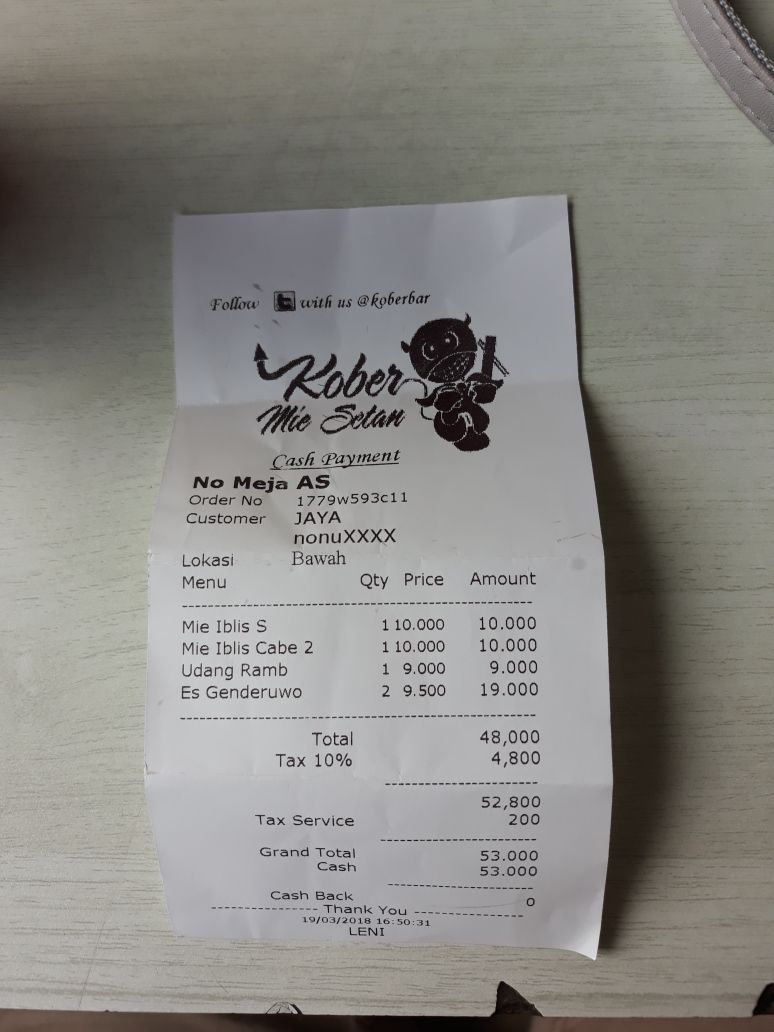 Follow with us @koberbar
Kober
Mie Setan
Cash Payment
No Meja AS
Order No 1779w593c11
Customer JAYA
nonuXXXX
Lokasi Bawah
Menu Qty Price Amount
Mie Iblis S 1 10.000 10.000
Mie Iblis Cabe 2 1 10.000 10.000
Udang Ramb 1 9.000 9.000
Es Genderuwo 2 9.500 19.000
Total 48,000
Tax 10% 4,800
52,800
Tax Service 200
Grand Total 53.000
Cash 53.000
Cash Back 0
Thank You
19/03/2018 16:50:31
LENI